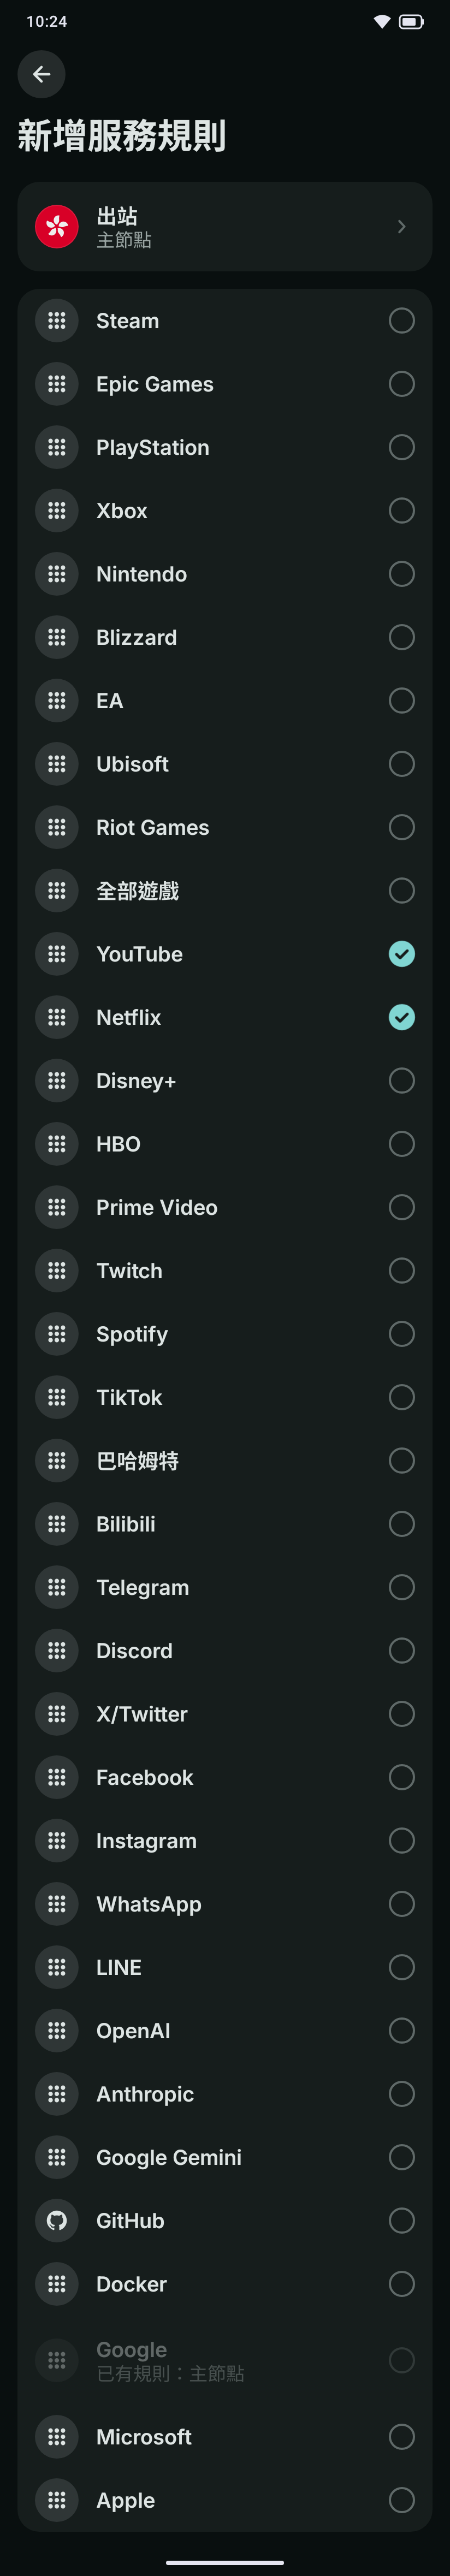 10:24
新增服務規則
出站
主節點
Steam
Epic Games
PlayStation
Xbox
Nintendo
Blizzard
EA
Ubisoft
Riot Games
全部遊戲
YouTube
Netflix
Disney+
HBO
Prime Video
Twitch
Spotify
TikTok
巴哈姆特
Bilibili
Telegram
Discord
X/Twitter
Facebook
Instagram
WhatsApp
LINE
OpenAI
Anthropic
Google Gemini
GitHub
Docker
Google
已有規則：主節點
Microsoft
Apple